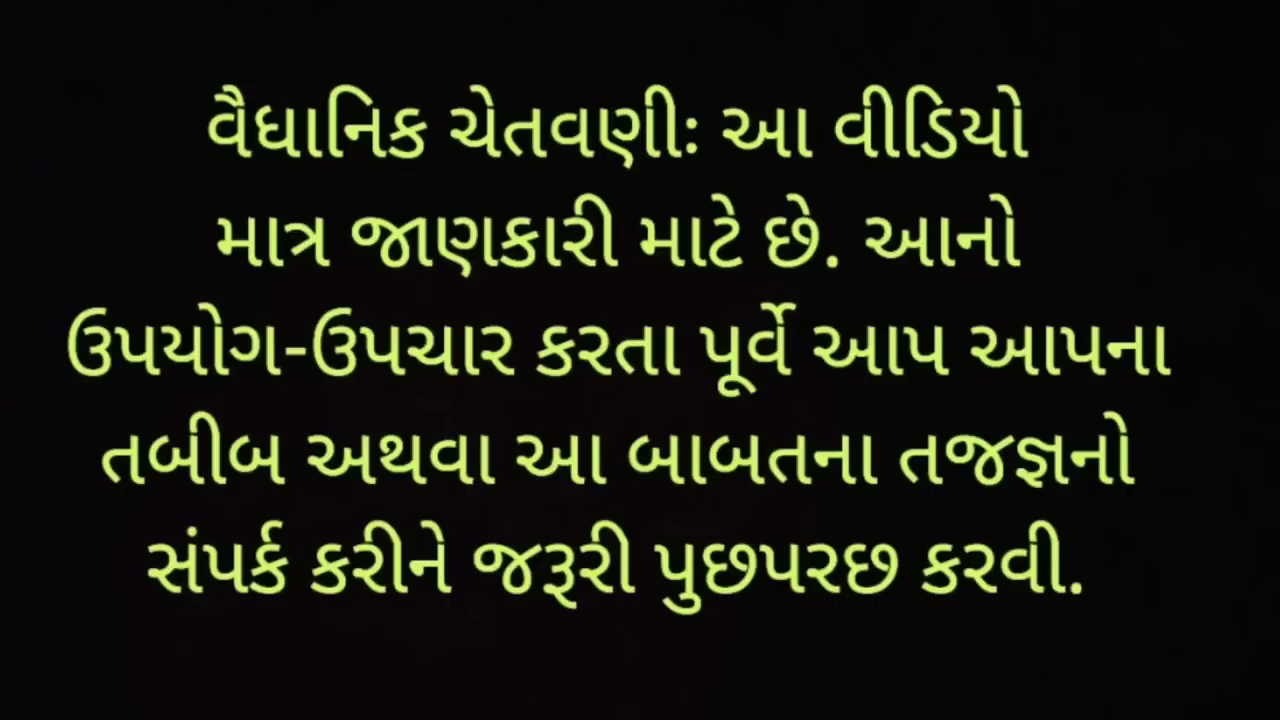 વૈધાનિક ચેતવણીઃ આ વીડિયો
માત્ર જાણકારી માટે છે. આનો
ઉપયોગ-ઉપચાર કરતા પૂર્વે આપ આપના
તબીબ અથવા આ બાબતના તજજ્ઞનો
સંપર્ક કરીને જરૂરી પુછપરછ કરવી.